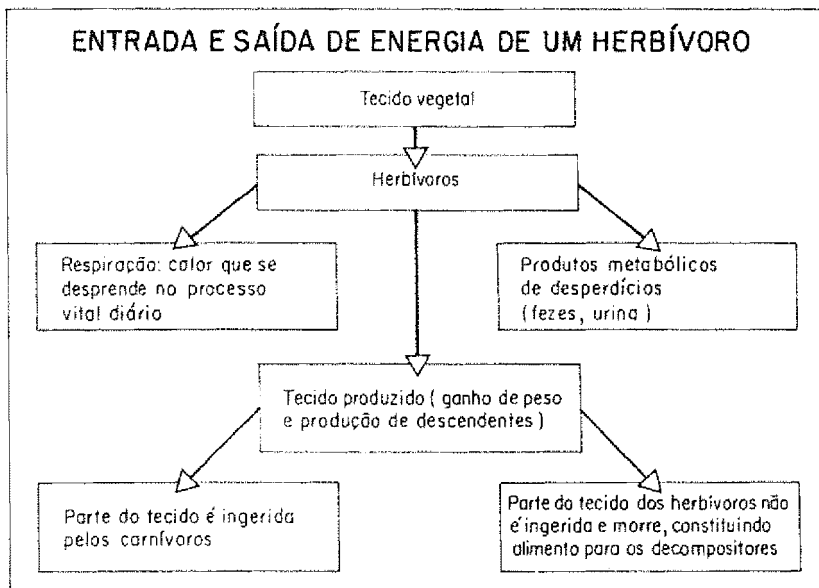 ENTRADA E SAÍDA DE ENERGIA DE UM HERBÍVORO
Tecido vegetal
Herbívoros
Respiração: calor que se
desprende no processo
vital diário
Produtos metabólicos
de desperdícios
(fezes, urina)
Tecido produzido (ganho de peso
e produção de descendentes)
Parte do tecido é ingerida
pelos carnívoros
Parte do tecido dos herbívoros não
é ingerida e morre, constituindo
alimento para os decompositores